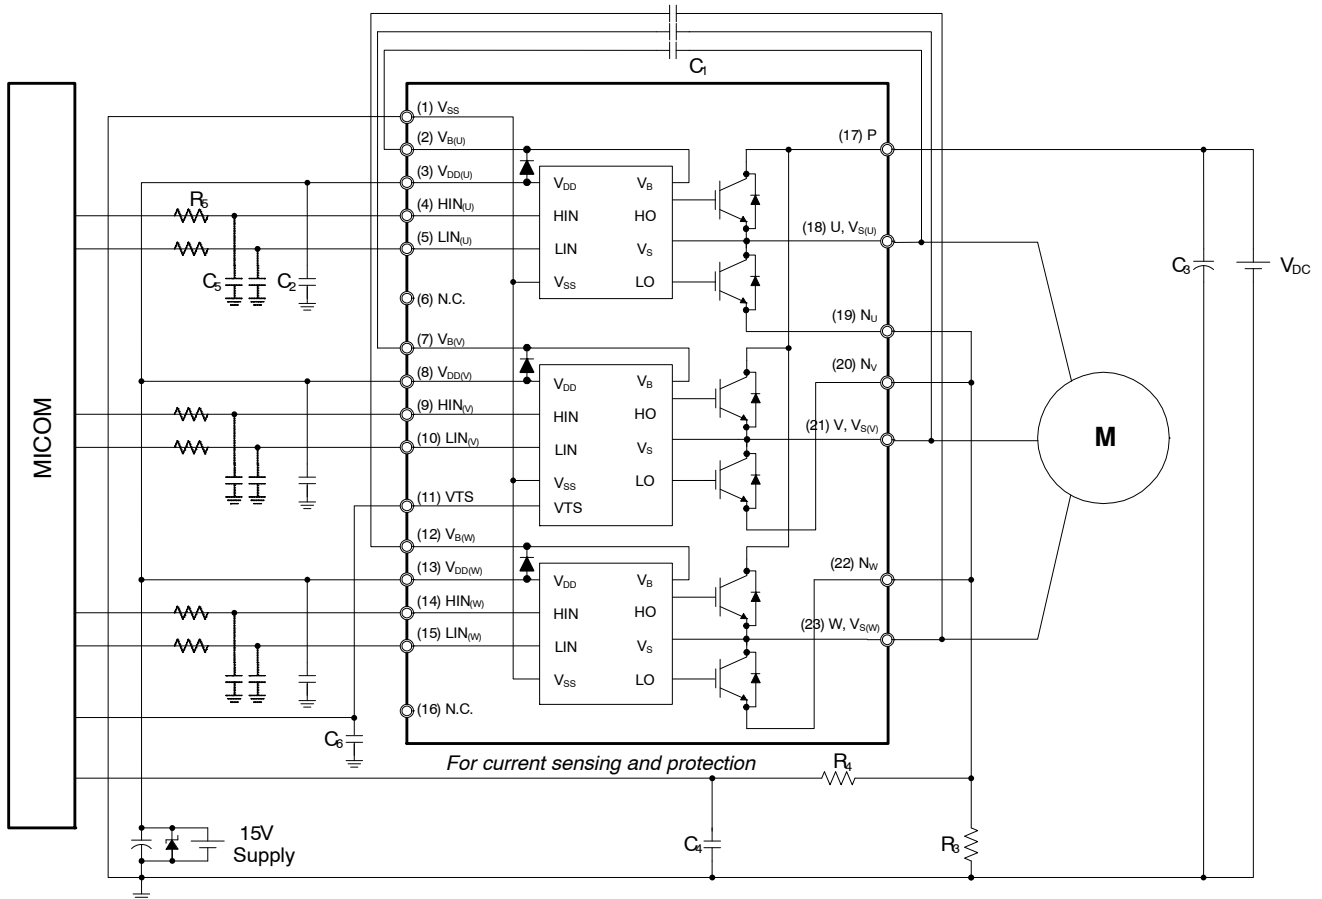 C1
MICOM
(1) VSS
(2) VB(U)
(3) VDD(U)
(4) HIN(U)
(5) LIN(U)
(6) N.C.
(7) VB(V)
(8) VDD(V)
(9) HIN(V)
(10) LIN(V)
(11) VTS
(12) VB(W)
(13) VDD(W)
(14) HIN(W)
(15) LIN(W)
(16) N.C.
R5
C5
C2
C6
VDD
HIN
LIN
VSS
VB
HO
VS
LO
VDD
HIN
LIN
VSS
VTS
VB
HO
VS
LO
VDD
HIN
LIN
VSS
VB
HO
VS
LO
(17) P
(18) U, VS(U)
(19) NU
(20) NV
(21) V, VS(V)
(22) NW
(23) W, VS(W)
C3
VDC
M
For current sensing and protection
R4
C4
R3
15V
Supply